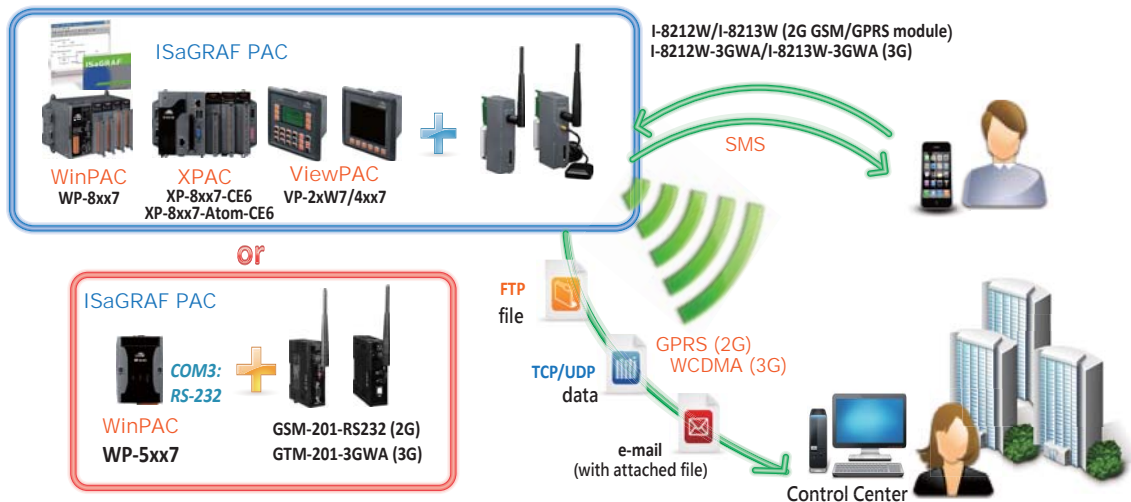 ISaGRAF PAC
I-8212W/I-8213W (2G GSM/GPRS module)
I-8212W-3GWA/I-8213W-3GWA (3G)
ISaGRAF
WinPAC
WP-8xx7
XPAC
XP-8xx7-CE6
XP-8xx7-Atom-CE6
ViewPAC
VP-2xW7/4xx7
SMS
or
ISaGRAF PAC
COM3:
RS-232
WinPAC
WP-5xx7
GSM-201-RS232 (2G)
GTM-201-3GWA (3G)
FTP
file
GPRS (2G)
WCDMA (3G)
TCP/UDP
data
e-mail
(with attached file)
Control Center